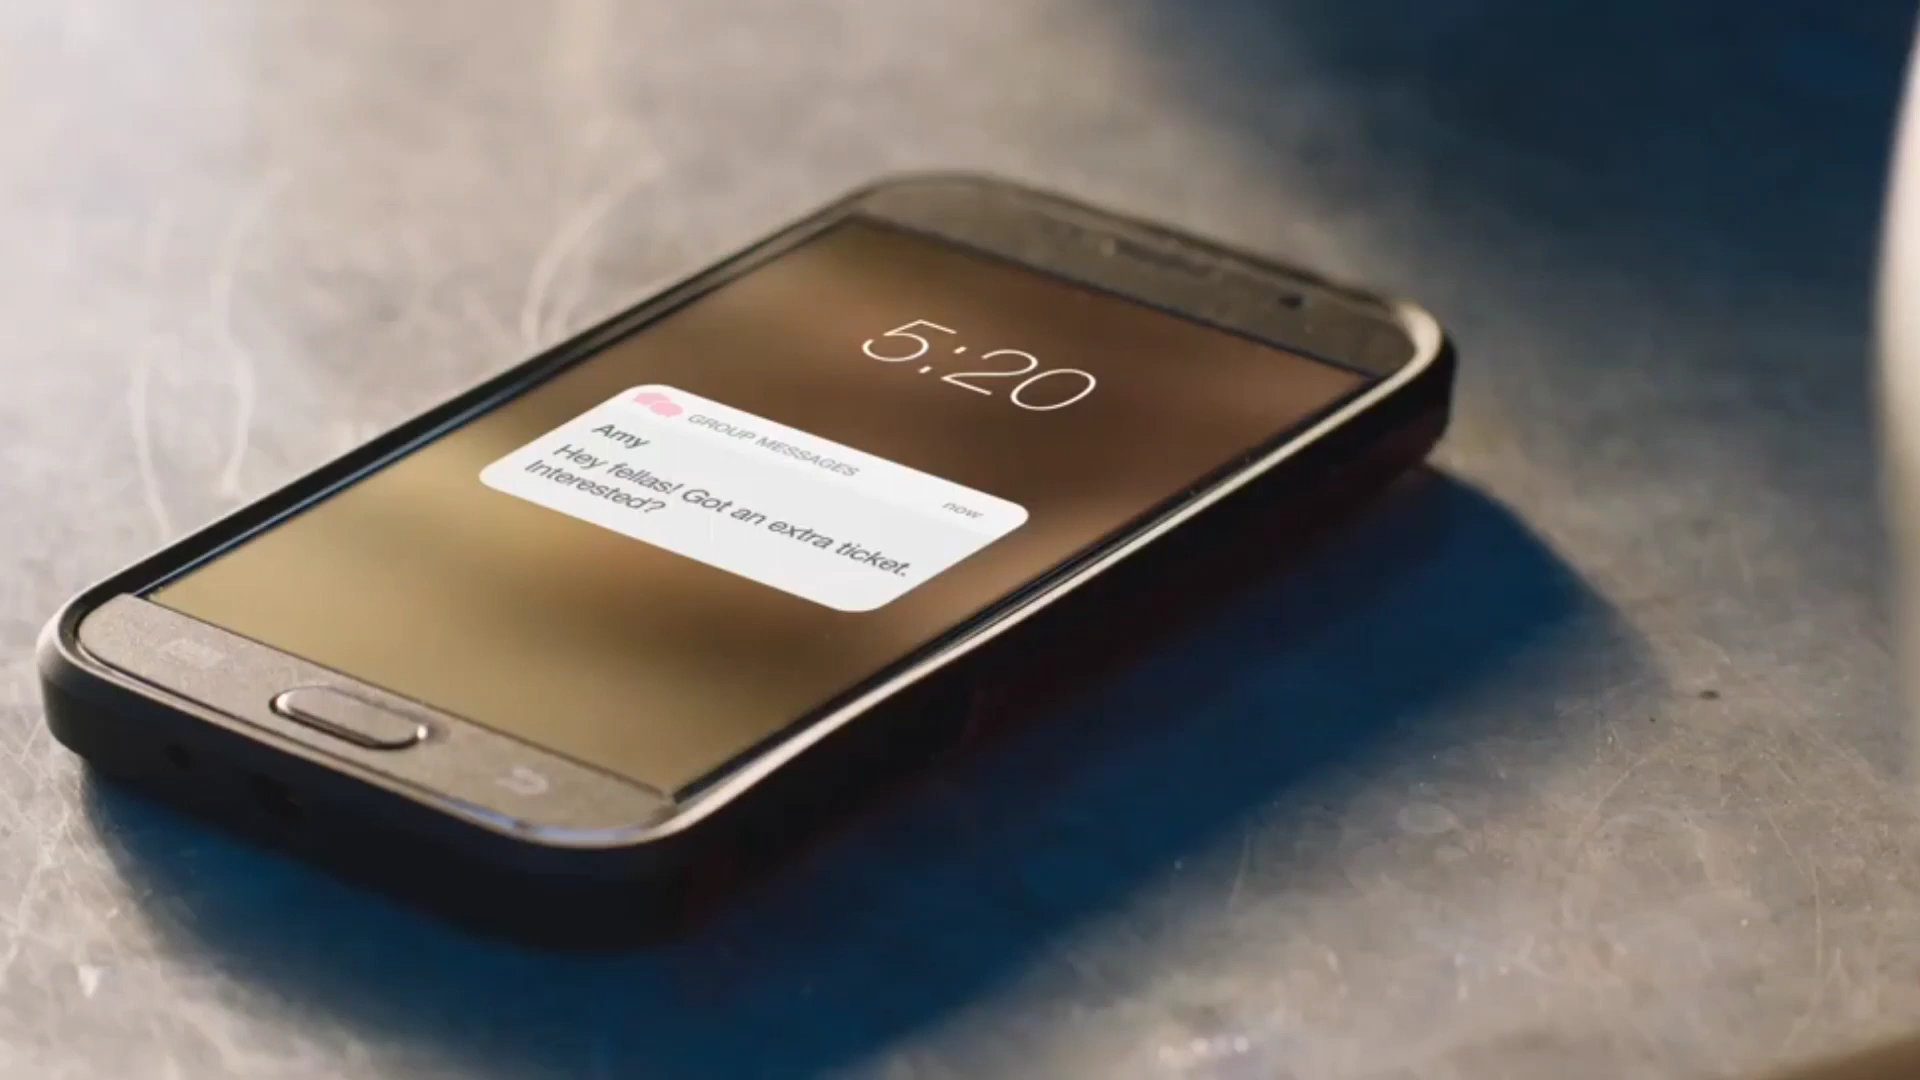 5:20
GROUP MESSAGES
now
Amy
Hey fellas! Got an extra ticket.
Interested?